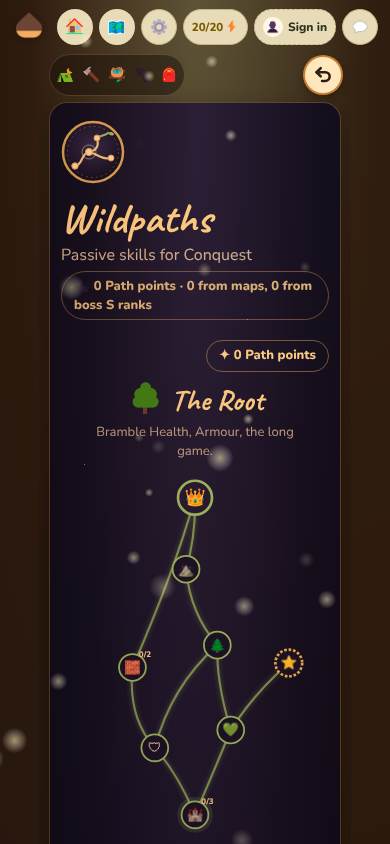 20/20
Sign in
Wildpaths
Passive skills for Conquest
0 Path points · 0 from maps, 0 from
boss S ranks
✦ 0 Path points
The Root
Bramble Health, Armour, the long
game.
0/2
0/3